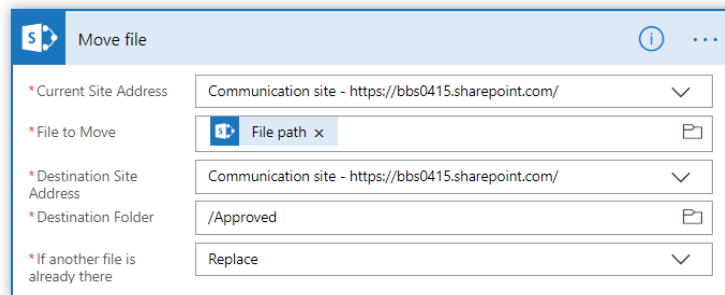 Move file
*Current Site Address
Communication site - https://bbs0415.sharepoint.com/
*File to Move
File path ×
*Destination Site
Address
Communication site - https://bbs0415.sharepoint.com/
*Destination Folder
/Approved
*If another file is
already there
Replace